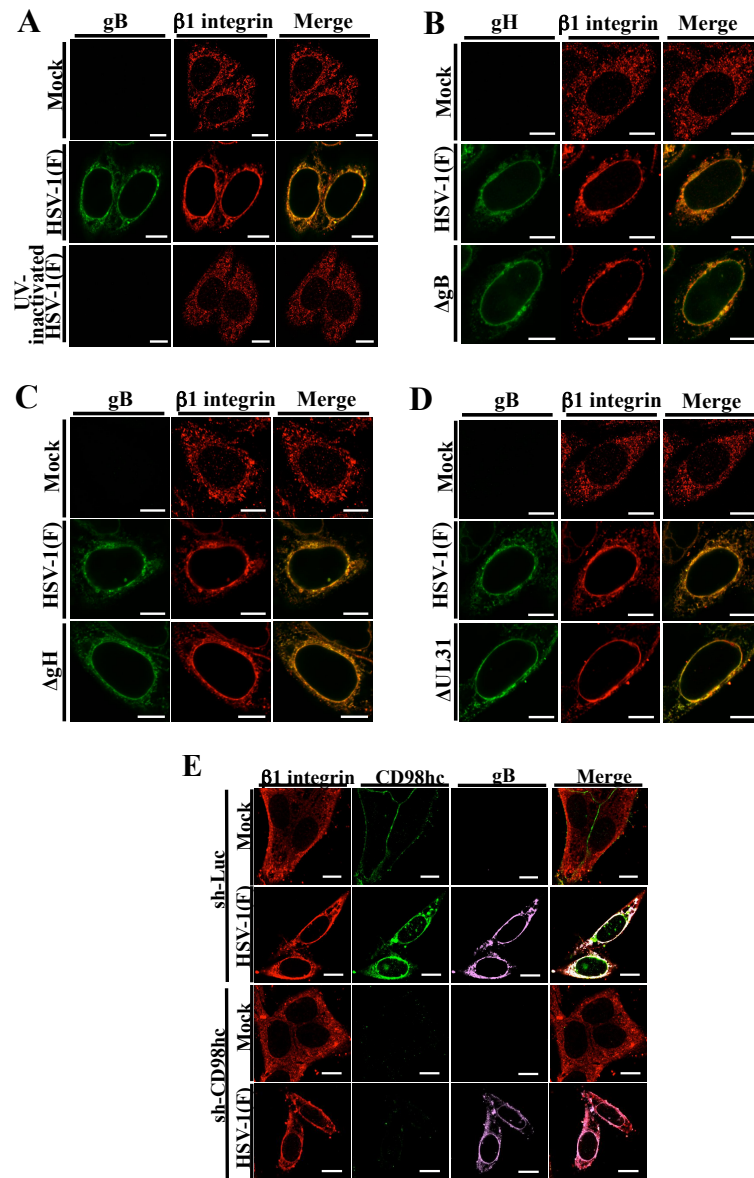 A
gB β1 integrin Merge
Mock
HSV-1(F)
UV-
inactivated
HSV-1(F)
B
gH β1 integrin Merge
Mock
HSV-1(F)
ΔgB
C
gB β1 integrin Merge
Mock
HSV-1(F)
ΔgH
D
gB β1 integrin Merge
Mock
HSV-1(F)
ΔUL31
E
β1 integrin CD98hc gB Merge
sh-Luc
Mock
HSV-1(F)
sh-CD98hc
Mock
HSV-1(F)